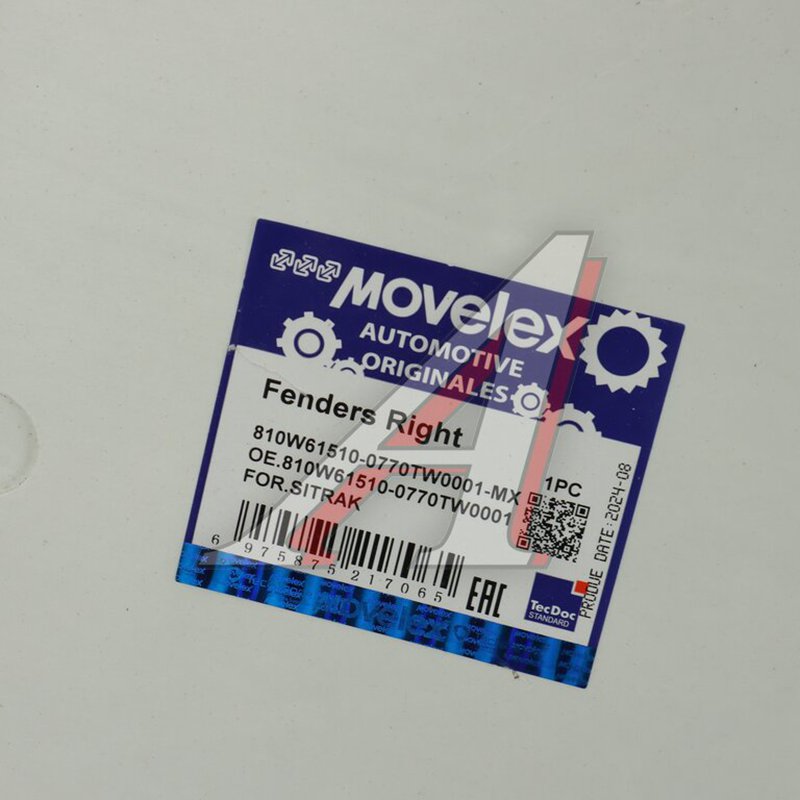 MOVelex
AUTOMOTIVE
ORIGINALES
Fenders Right
810W61510-0770TW0001-MX 1PC
OE.810W61510-0770TW0001
FOR.SITRAK
PRODUE DATE:2024-08
6 975875 217065
EAC
TecDoc
STANDARD
MOVelex